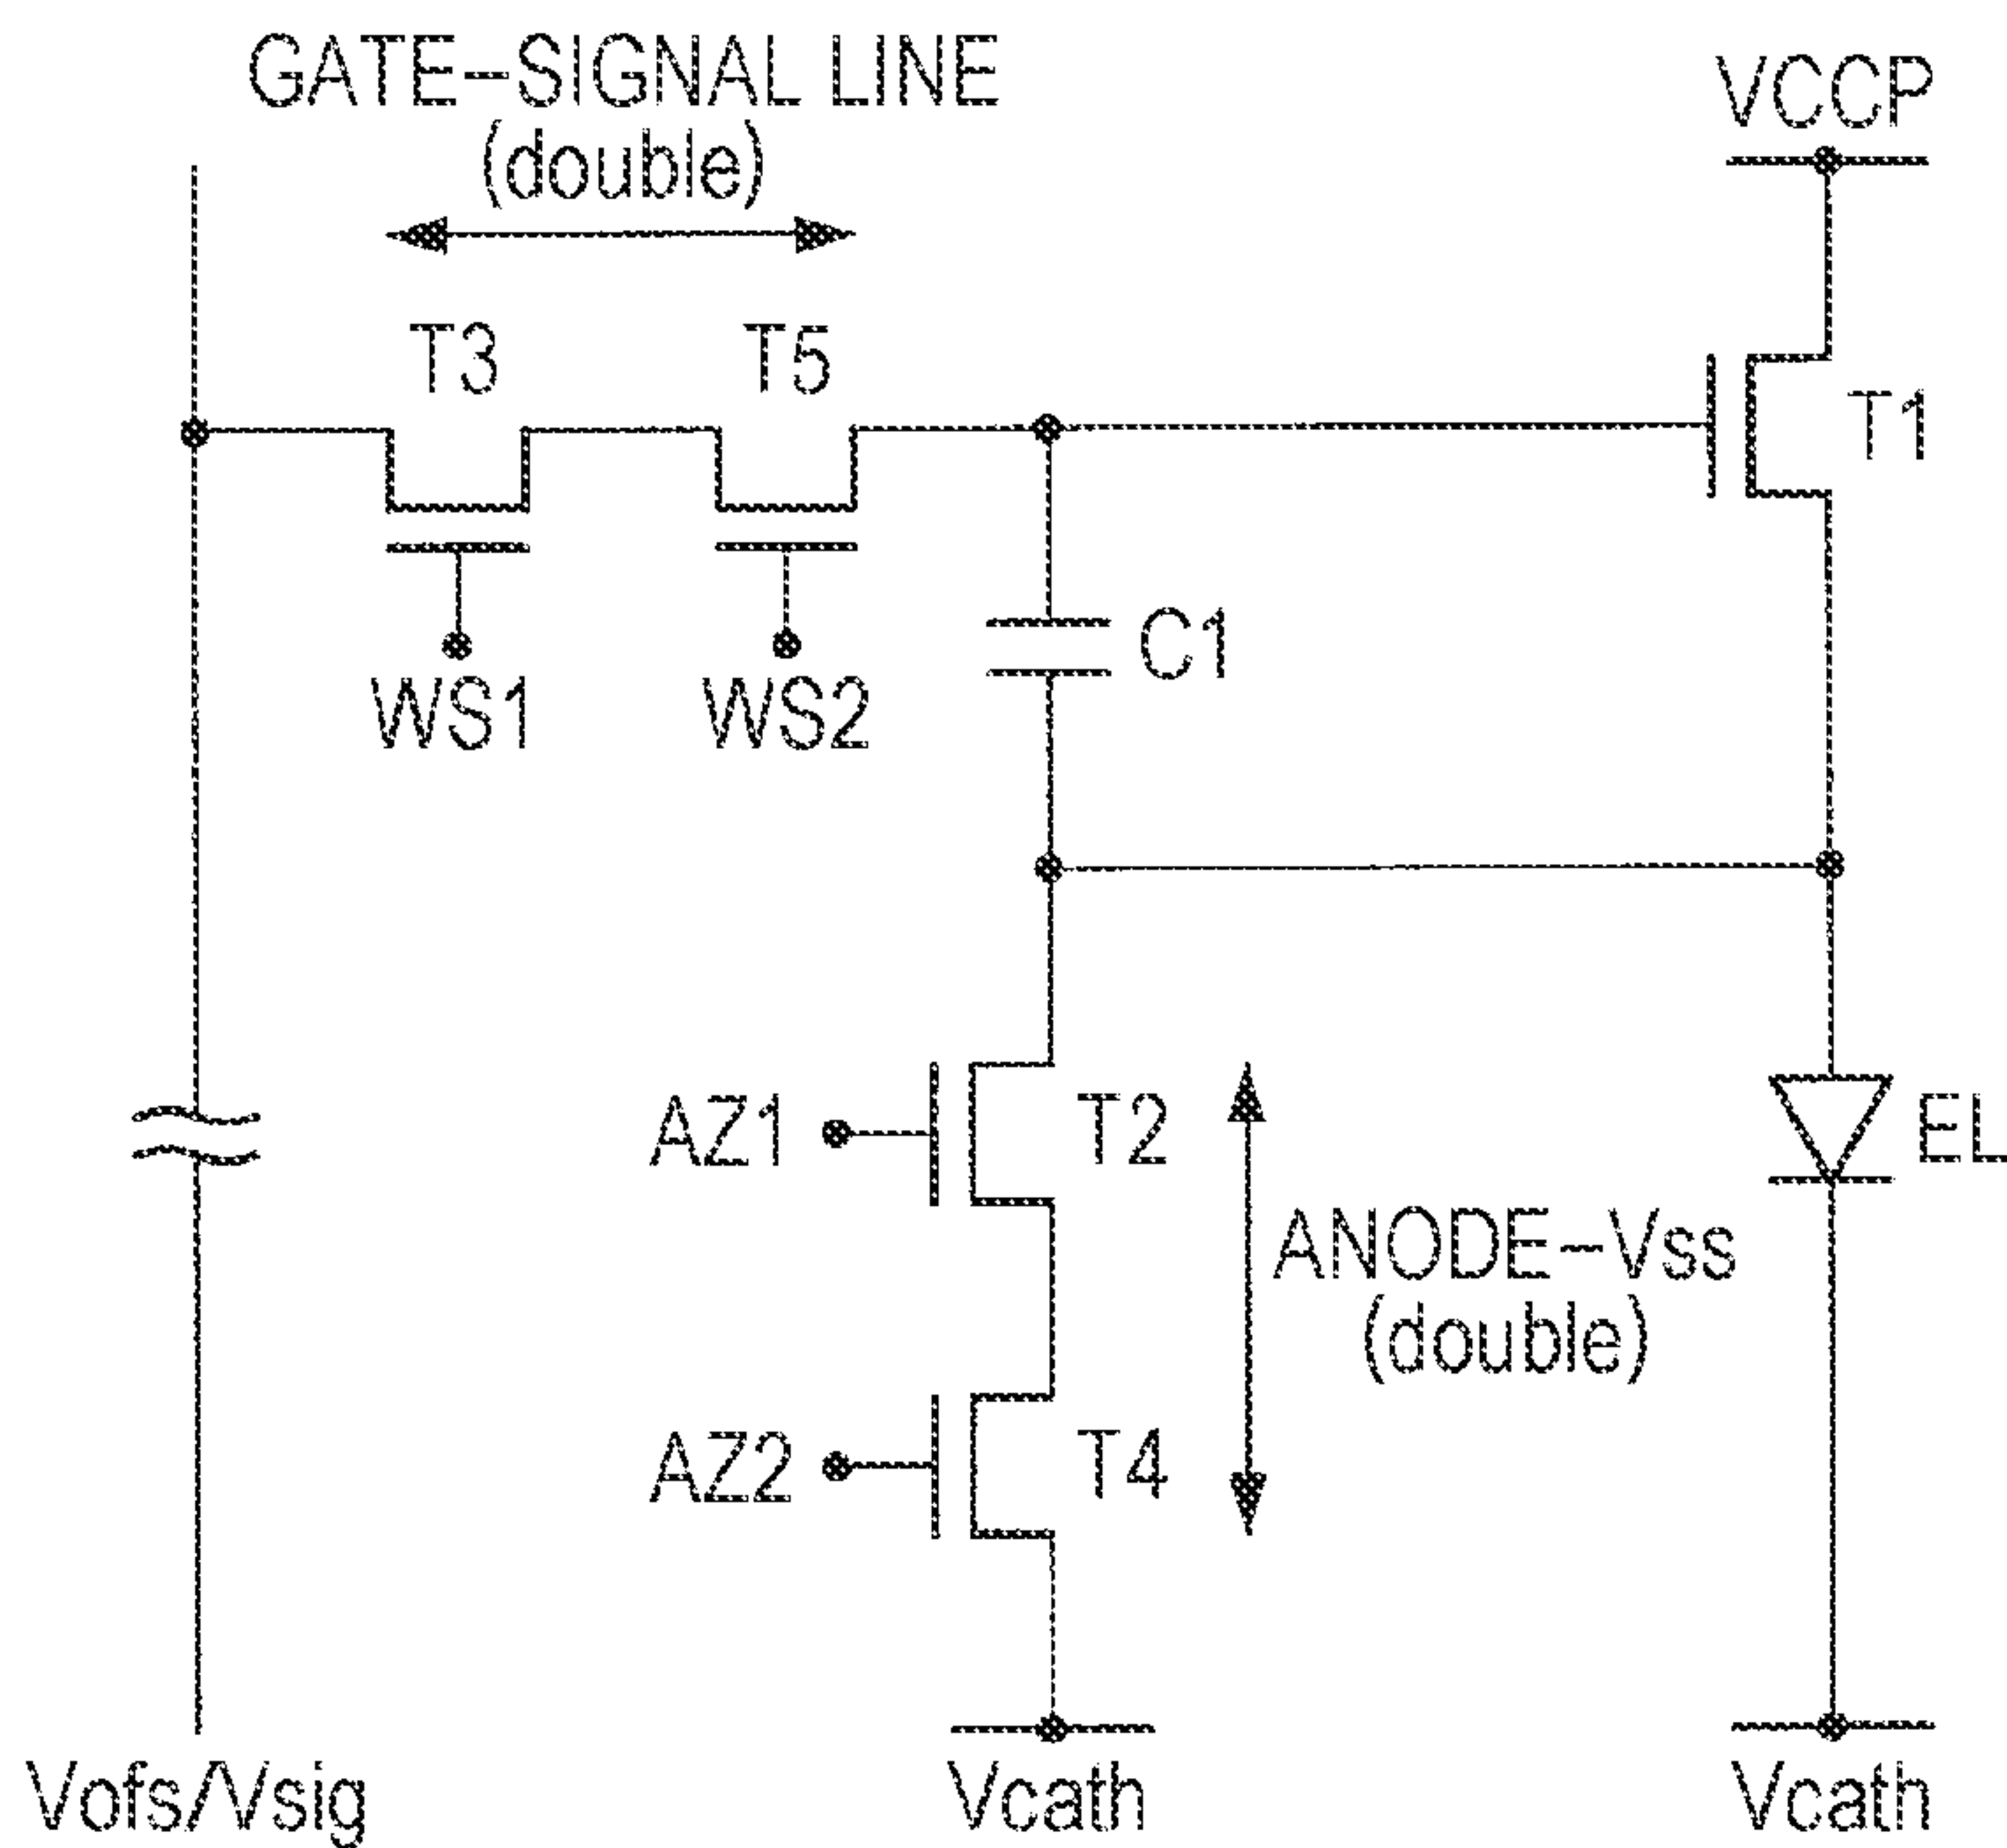 GATE-SIGNAL LINE
(double)
VCCP
T3
T5
T1
WS1
WS2
C1
AZ1
T2
EL
ANODE-Vss
(double)
AZ2
T4
Vofs/Vsig
Vcath
Vcath